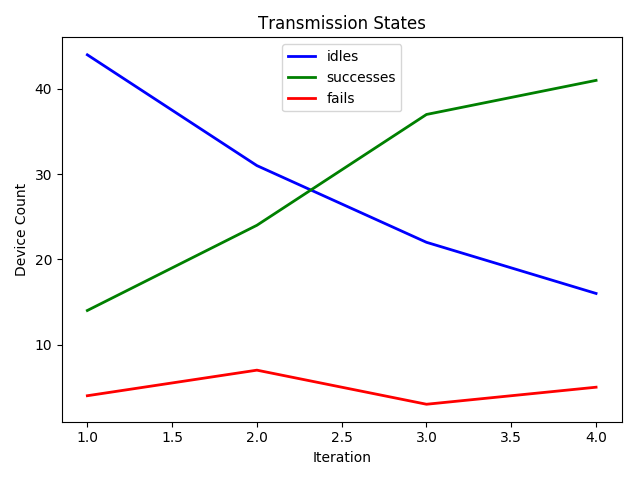 Transmission States
idles
successes
fails
Device Count
40
30
20
10
1.0 1.5 2.0 2.5 3.0 3.5 4.0
Iteration